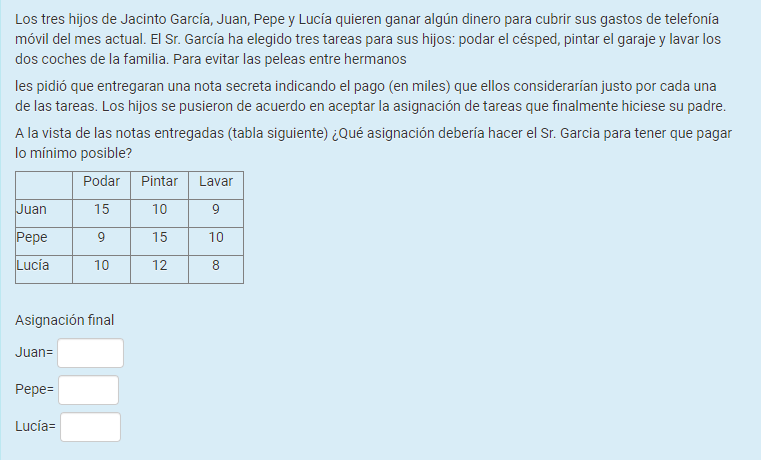 Los tres hijos de Jacinto García, Juan, Pepe y Lucía quieren ganar algún dinero para cubrir sus gastos de telefonía
móvil del mes actual. El Sr. García ha elegido tres tareas para sus hijos: podar el césped, pintar el garaje y lavar los
dos coches de la familia. Para evitar las peleas entre hermanos
les pidió que entregaran una nota secreta indicando el pago (en miles) que ellos considerarían justo por cada una
de las tareas. Los hijos se pusieron de acuerdo en aceptar la asignación de tareas que finalmente hiciese su padre.
A la vista de las notas entregadas (tabla siguiente) ¿Qué asignación debería hacer el Sr. Garcia para tener que pagar
lo mínimo posible?
Podar Pintar Lavar
Juan 15 10 9
Pepe 9 15 10
Lucía 10 12 8
Asignación final
Juan=
Pepe=
Lucía=